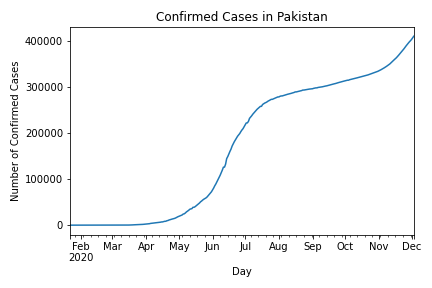 Confirmed Cases in Pakistan
Number of Confirmed Cases
400000
300000
200000
100000
0
Feb Mar Apr May Jun Jul Aug Sep Oct Nov Dec
2020
Day